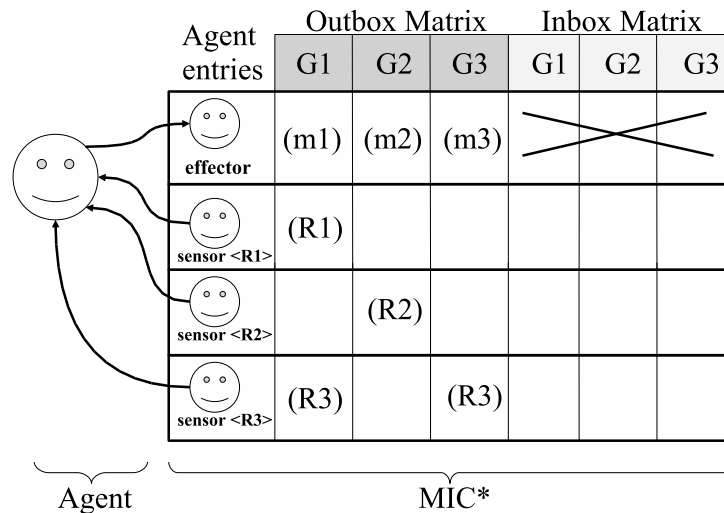 Agent entries Outbox Matrix Inbox Matrix
G1 G2 G3 G1 G2 G3
effector (m1) (m2) (m3)
sensor <R1> (R1)
sensor <R2> (R2)
sensor <R3> (R3) (R3)
Agent MIC*